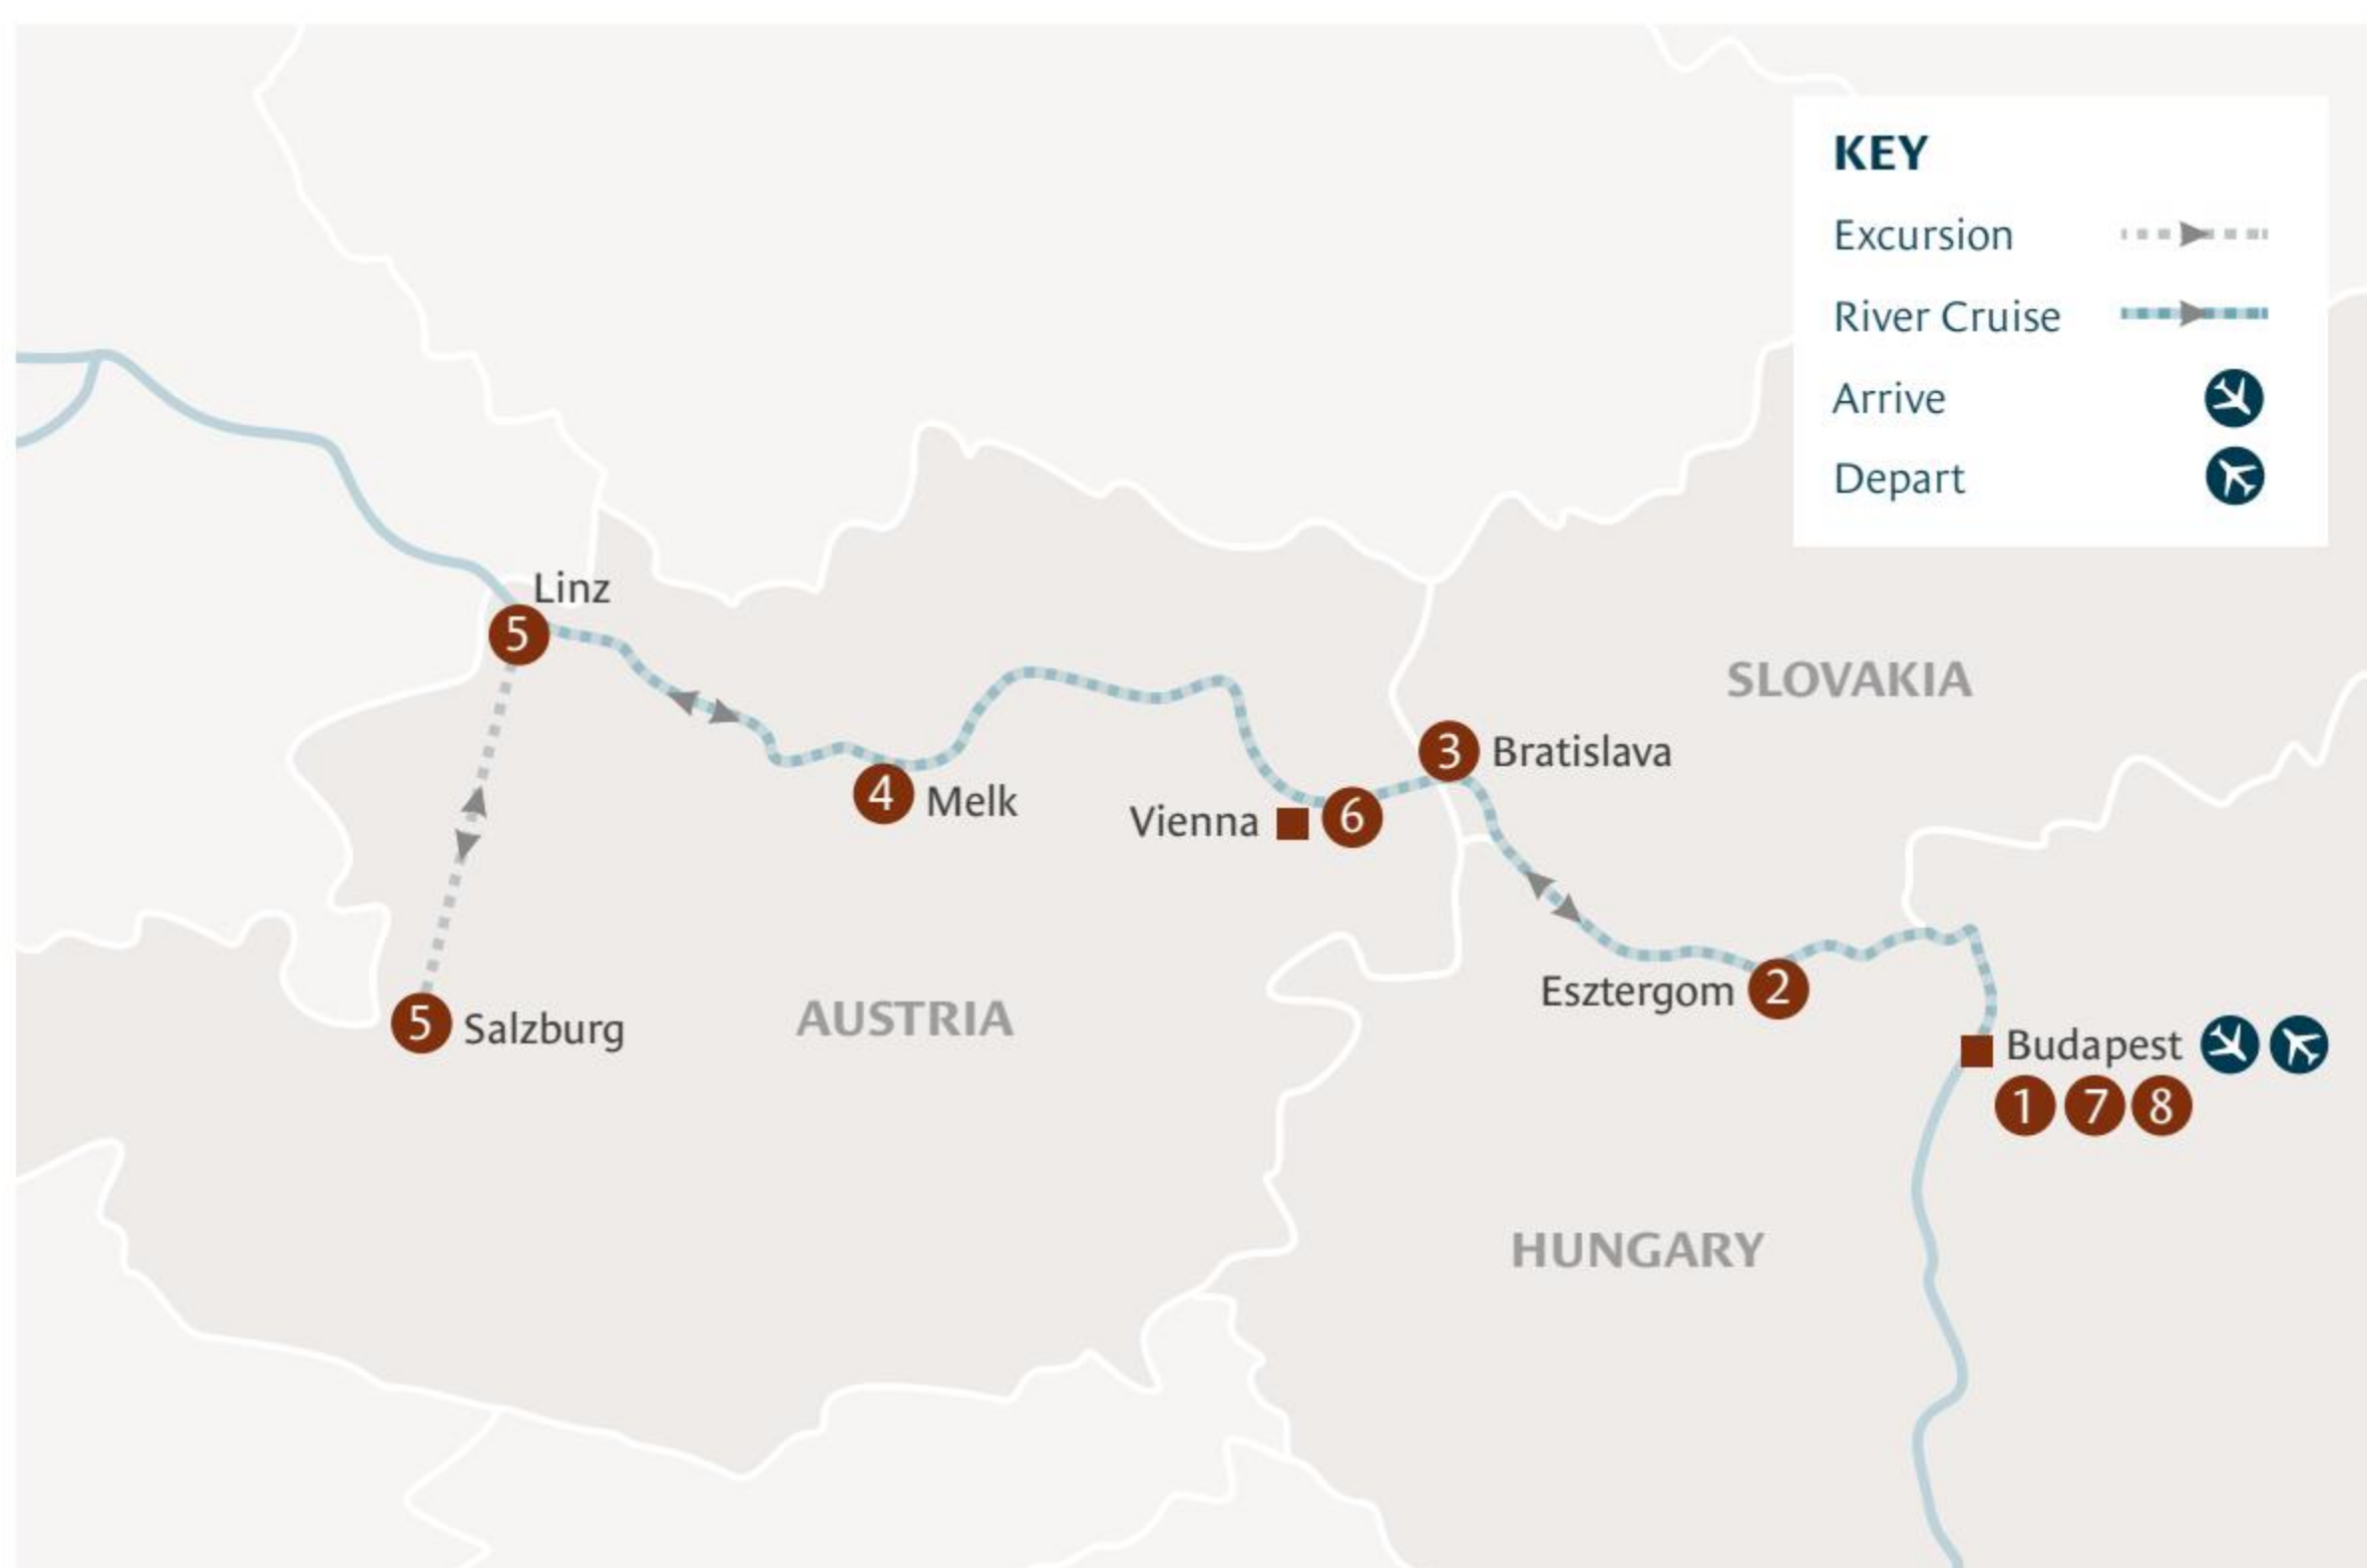 KEY
Excursion
River Cruise
Arrive
Depart
Linz
5
SLOVAKIA
3 Bratislava
4 Melk
Vienna 6
Esztergom 2
5 Salzburg
AUSTRIA
Budapest
1 7 8
HUNGARY